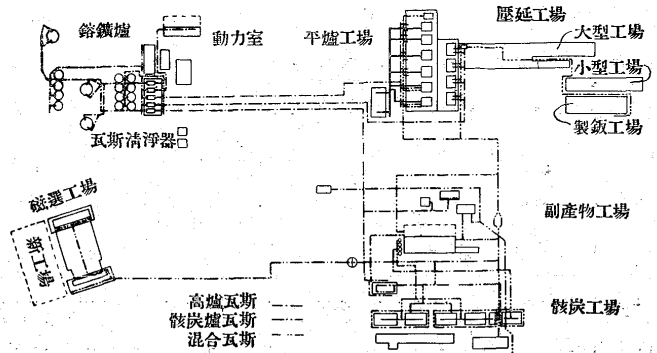 鎔鑛爐
動力室
平爐工場
壓延工場
大型工場
小型工場
製鈑工場
瓦斯淸淨器
磁選工場
新工場
副產物工場
骸炭工場
高爐瓦斯
骸炭爐瓦斯
混合瓦斯